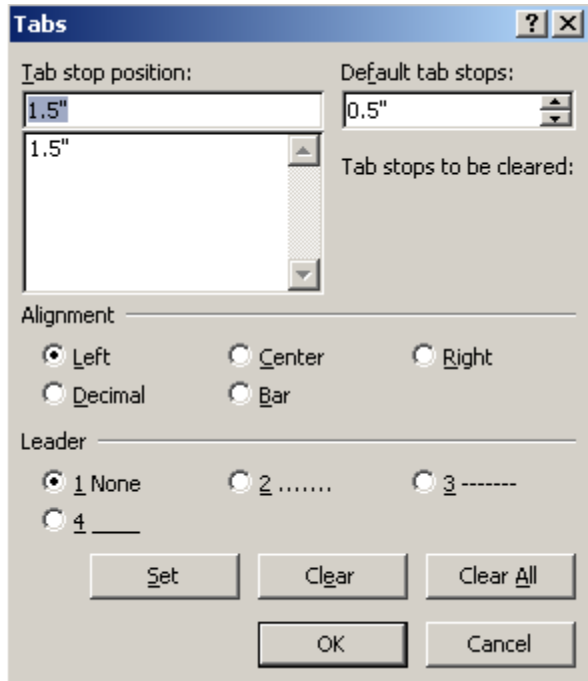 Tabs
Tab stop position:
Default tab stops:
1.5"
0.5"
1.5"
Tab stops to be cleared:
Alignment
Left Center Right
Decimal Bar
Leader
1 None 2 ....... 3 -------
4 ____
Set Clear Clear All
OK Cancel